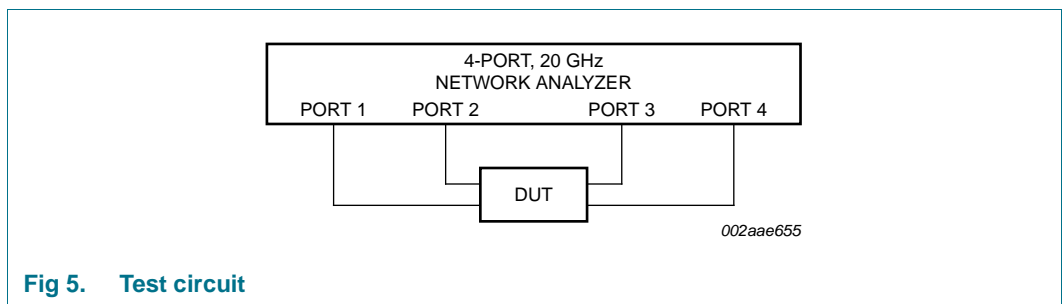 4-PORT, 20 GHz
NETWORK ANALYZER
PORT 1 PORT 2 PORT 3 PORT 4
DUT
002aae655
Fig 5. Test circuit